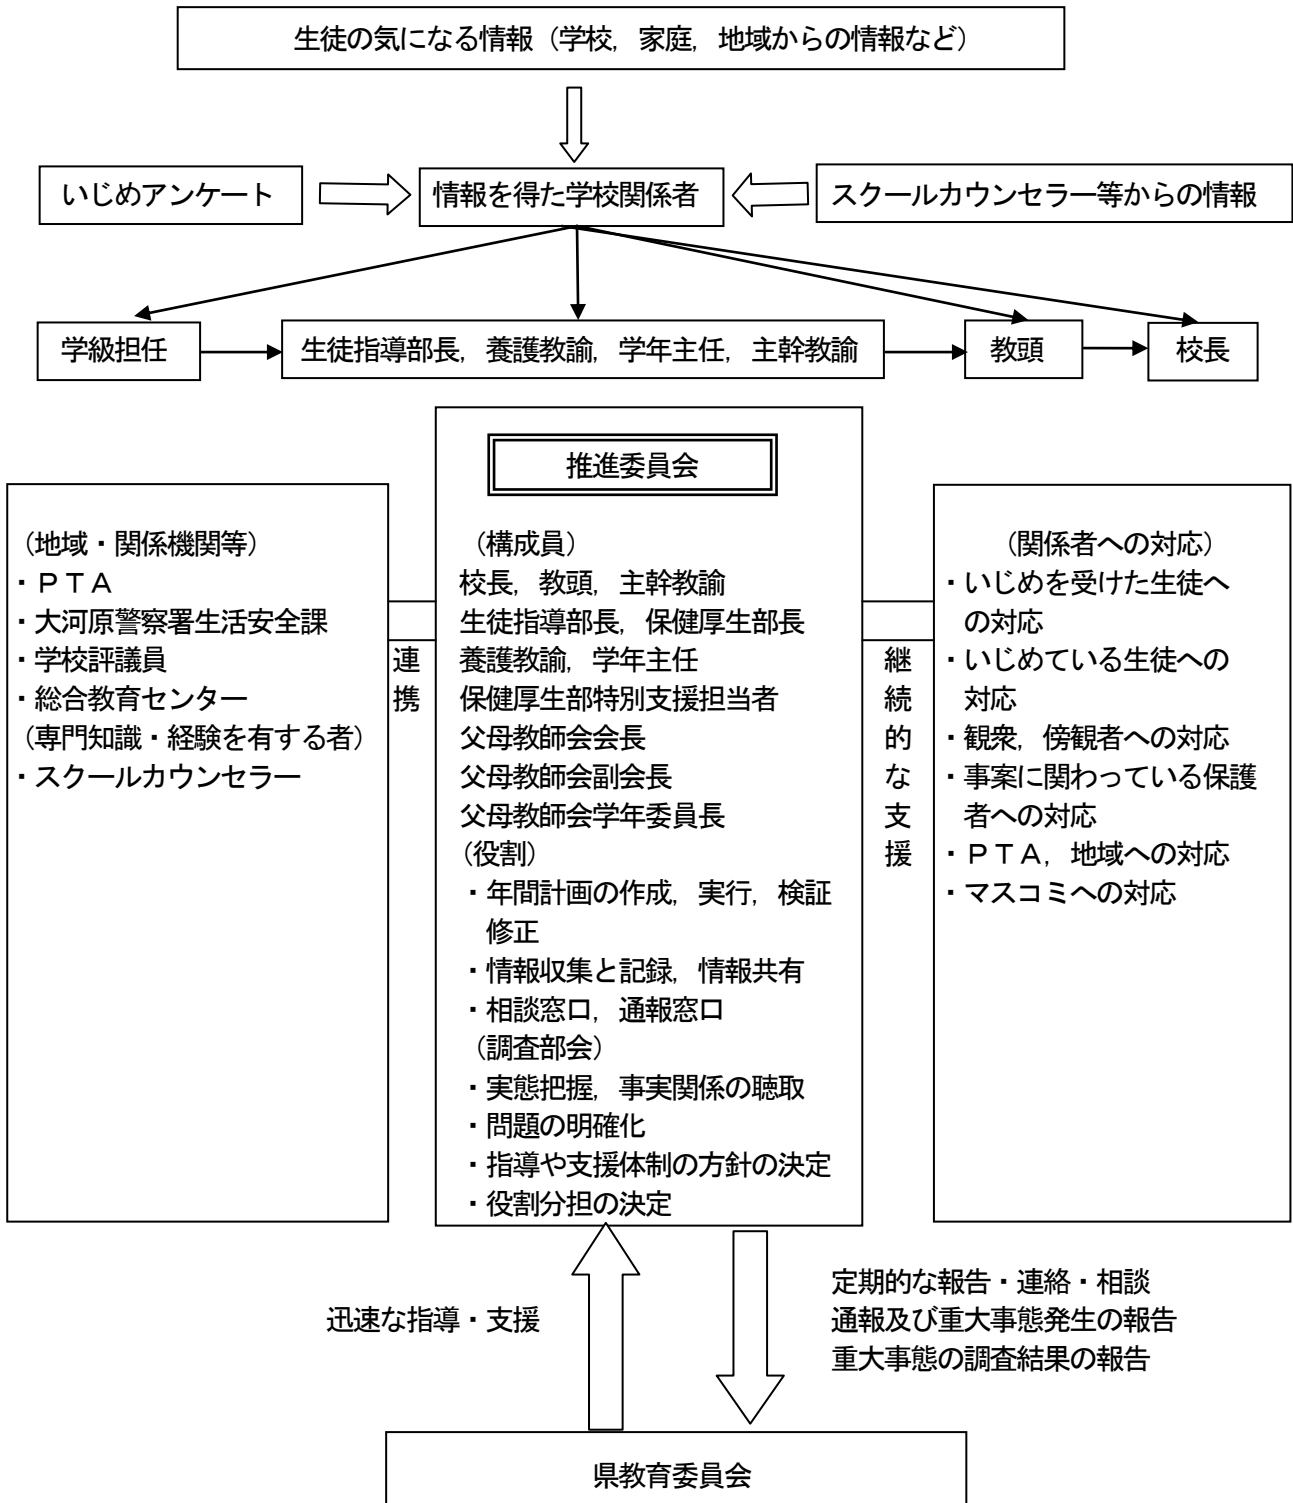 生徒の気になる情報（学校，家庭，地域からの情報など）
いじめアンケート
情報を得た学校関係者
スクールカウンセラー等からの情報
学級担任
生徒指導部長，養護教諭，学年主任，主幹教諭
教頭
校長
推進委員会
（地域・関係機関等）
・ＰＴＡ
・大河原警察署生活安全課
・学校評議員
・総合教育センター
（専門知識・経験を有する者）
・スクールカウンセラー
連携
（構成員）
校長，教頭，主幹教諭
生徒指導部長，保健厚生部長
養護教諭，学年主任
保健厚生部特別支援担当者
父母教師会会長
父母教師会副会長
父母教師会学年委員長
（役割）
・年間計画の作成，実行，検証
修正
・情報収集と記録，情報共有
・相談窓口，通報窓口
（調査部会）
・実態把握，事実関係の聴取
・問題の明確化
・指導や支援体制の方針の決定
・役割分担の決定
継続的な支援
（関係者への対応）
・いじめを受けた生徒へ
の対応
・いじめている生徒への
対応
・観衆，傍観者への対応
・事案に関わっている保護
者への対応
・ＰＴＡ，地域への対応
・マスコミへの対応
迅速な指導・支援
定期的な報告・連絡・相談
通報及び重大事態発生の報告
重大事態の調査結果の報告
県教育委員会